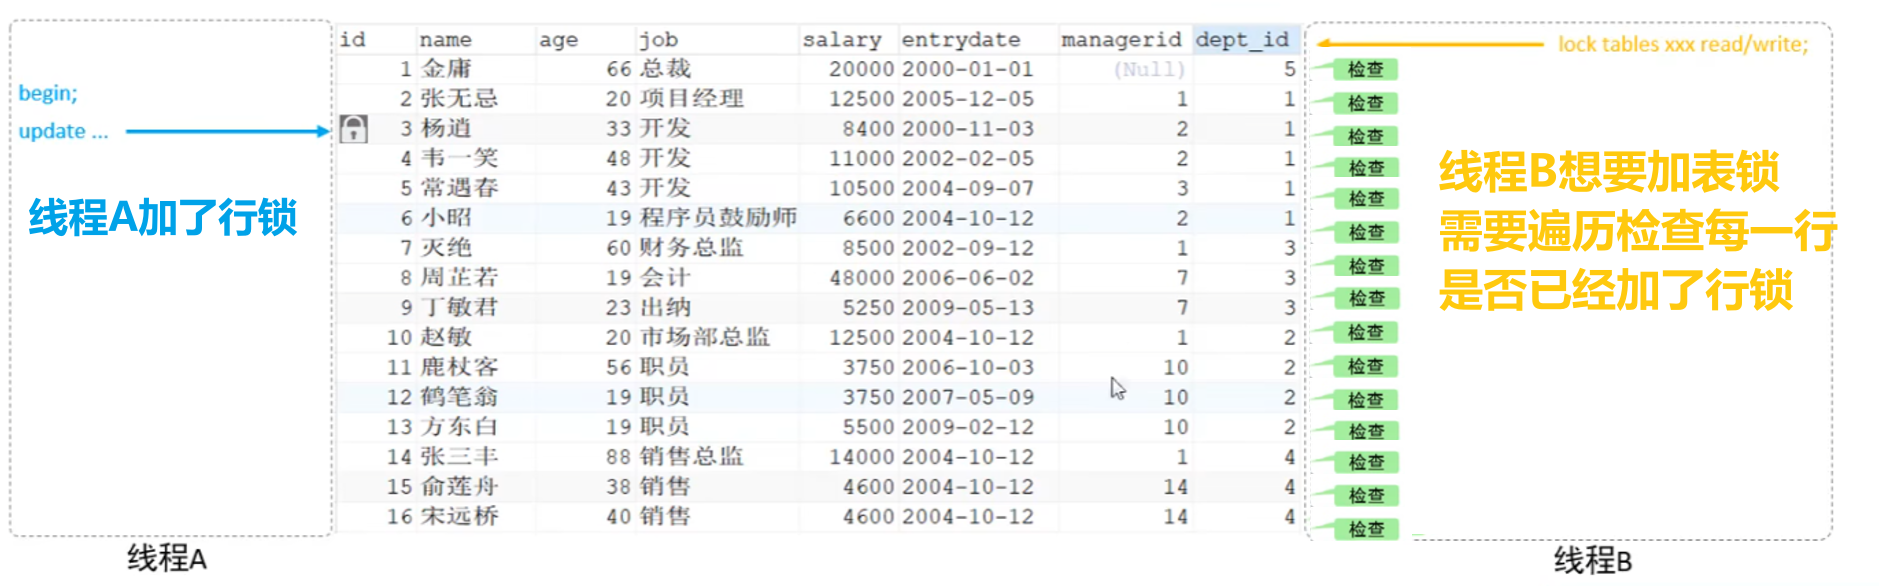 id name age job salary entrydate managerid dept_id
lock tables xxx read/write;
1 金庸 66 总裁 20000 2000-01-01 (Null) 5 检查
begin;
2 张无忌 20 项目经理 12500 2005-12-05 1 1 检查
update ...
3 杨逍 33 开发 8400 2000-11-03 2 1 检查
4 韦一笑 48 开发 11000 2002-02-05 2 1 检查
5 常遇春 43 开发 10500 2004-09-07 3 1 检查
6 小昭 19 程序员鼓励师 6600 2004-10-12 2 1 检查
7 灭绝 60 财务总监 8500 2002-09-12 1 3 检查
8 周芷若 19 会计 48000 2006-06-02 7 3 检查
9 丁敏君 23 出纳 5250 2009-05-13 7 3 检查
10 赵敏 20 市场部总监 12500 2004-10-12 1 2 检查
11 鹿杖客 56 职员 3750 2006-10-03 10 2 检查
12 鹤笔翁 19 职员 3750 2007-05-09 10 2 检查
13 方东白 19 职员 5500 2009-02-12 10 2 检查
14 张三丰 88 销售总监 14000 2004-10-12 1 4 检查
15 俞莲舟 38 销售 4600 2004-10-12 14 4 检查
16 宋远桥 40 销售 4600 2004-10-12 14 4 检查
线程A加了行锁
线程B想要加表锁
需要遍历检查每一行
是否已经加了行锁
线程A
线程B